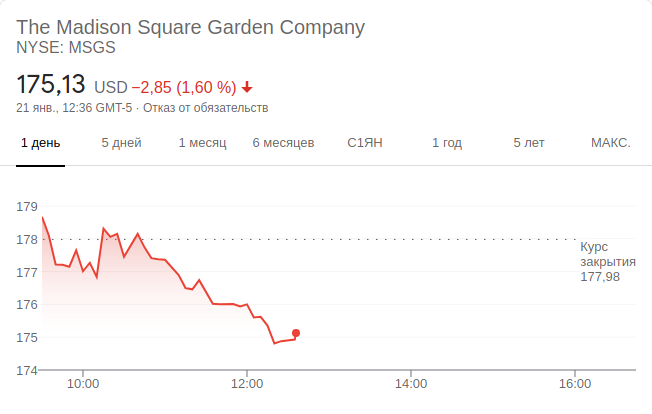 The Madison Square Garden Company
NYSE: MSGS
175,13 USD −2,85 (1,60 %)
21 янв., 12:36 GMT-5 · Отказ от обязательств
1 день 5 дней 1 месяц 6 месяцев С1ЯН 1 год 5 лет МАКС.
179
178
Курс
закрытия
177,98
177
176
175
174
10:00 12:00 14:00 16:00